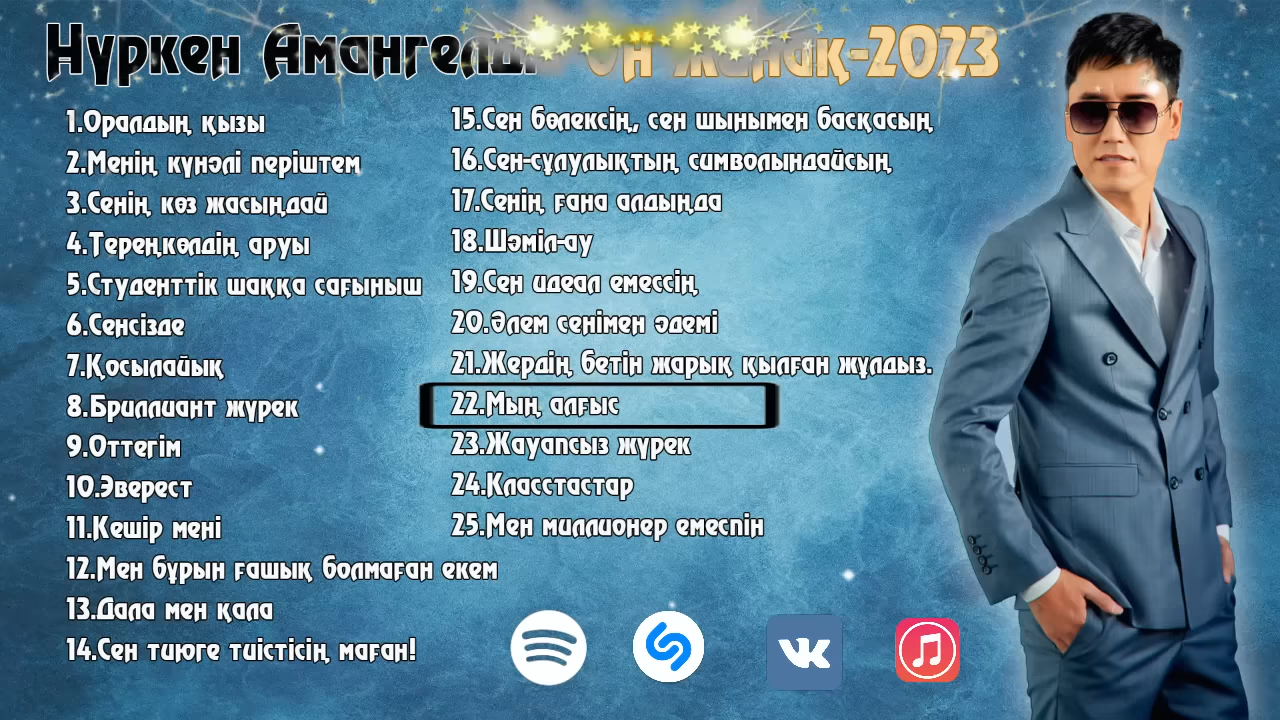 Нүркен Амангелді -2023
1.Оралдың қызы
2.Менің күнәлі періштем
3.Сенің көз жасыңдай
4.Тереңкөлдің аруы
5.Студенттік шаққа сағыныш
6.Сенсізде
7.Қосылайық
8.Бриллиант жүрек
9.Оттегім
10.Эверест
11.Кешір мені
12.Мен бұрын ғашық болмаған екем
13.Дала мен қала
14.Сен тиюге тиістісің маған!
15.Сен бөлексің, сен шынымен басқасың
16.Сен-сұлулықтың символындайсың
17.Сенің ғана алдыңда
18.Шәміл-ау
19.Сен идеал емессің
20.Әлем сенімен әдемі
21.Жердің бетін жарық қылған жұлдыз.
22.Мың алғыс
23.Жауапсыз жүрек
24.Класстастар
25.Мен миллионер емеспін